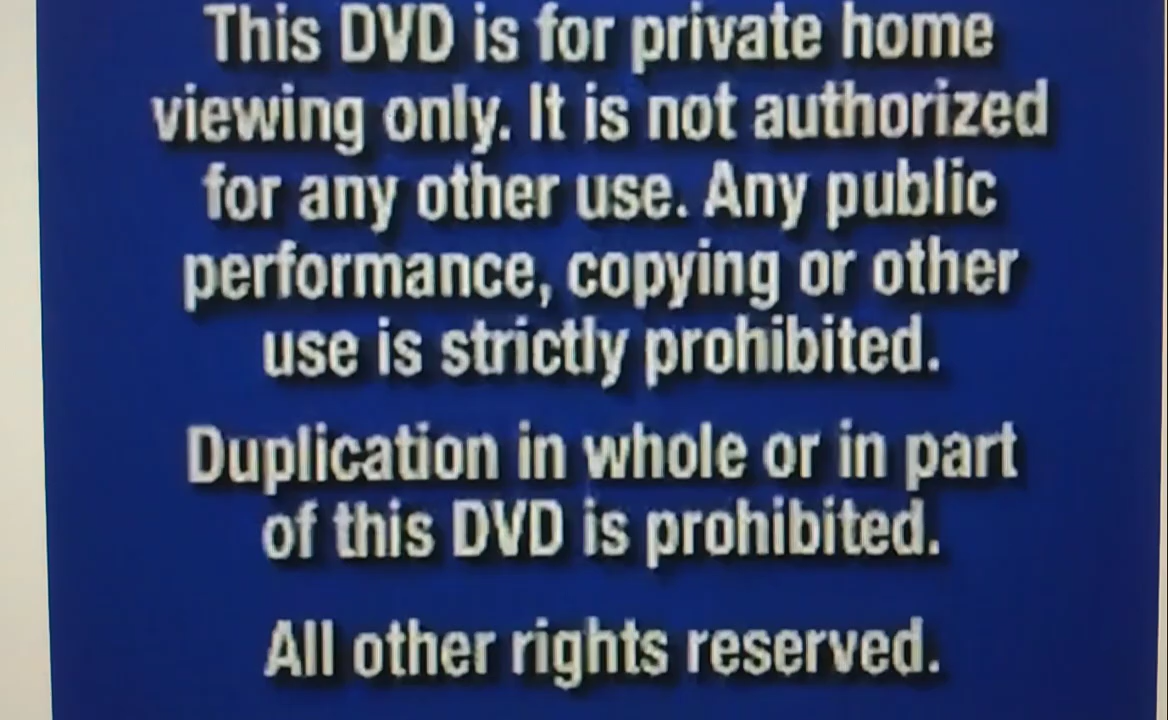 This DVD is for private home
viewing only. It is not authorized
for any other use. Any public
performance, copying or other
use is strictly prohibited.
Duplication in whole or in part
of this DVD is prohibited.
All other rights reserved.